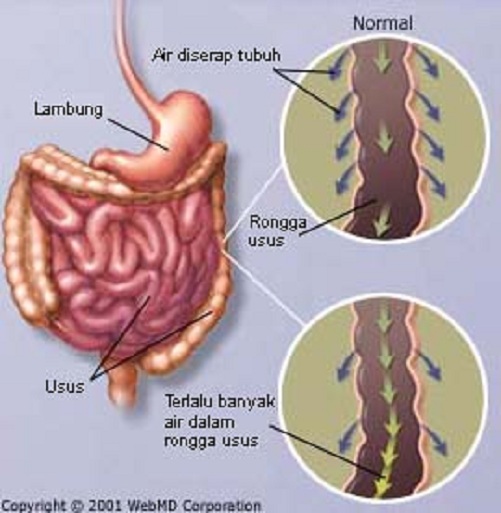 Normal
Air diserap tubuh
Lambung
Rongga
usus
Usus
Terlalu banyak
air dalam
rongga usus
Copyright © 2001 WebMD Corporation